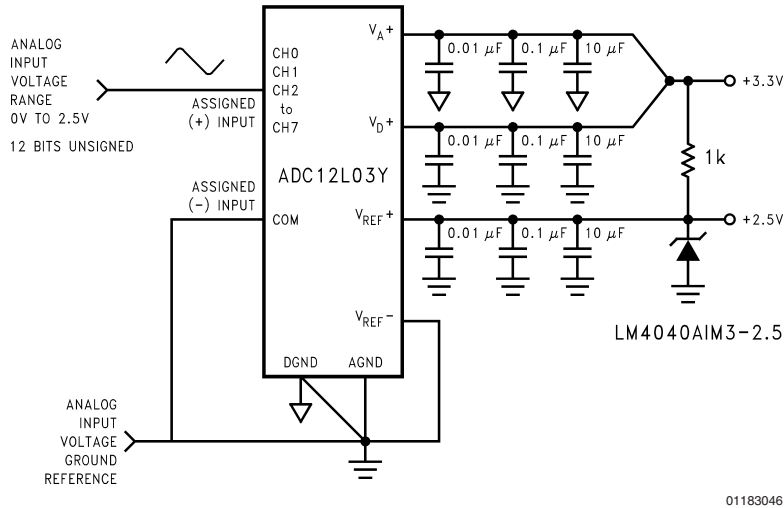 ANALOG
INPUT
VOLTAGE
RANGE
0V TO 2.5V
12 BITS UNSIGNED
CH0
CH1
CH2
to
CH7
ASSIGNED
(+) INPUT
ADC12L03Y
ASSIGNED
(−) INPUT
COM
VA+
0.01 μF
0.1 μF
10 μF
+3.3V
VD+
0.01 μF
0.1 μF
10 μF
1k
VREF+
0.01 μF
0.1 μF
10 μF
+2.5V
VREF−
LM4040AIM3-2.5
DGND
AGND
ANALOG
INPUT
VOLTAGE
GROUND
REFERENCE
01183046